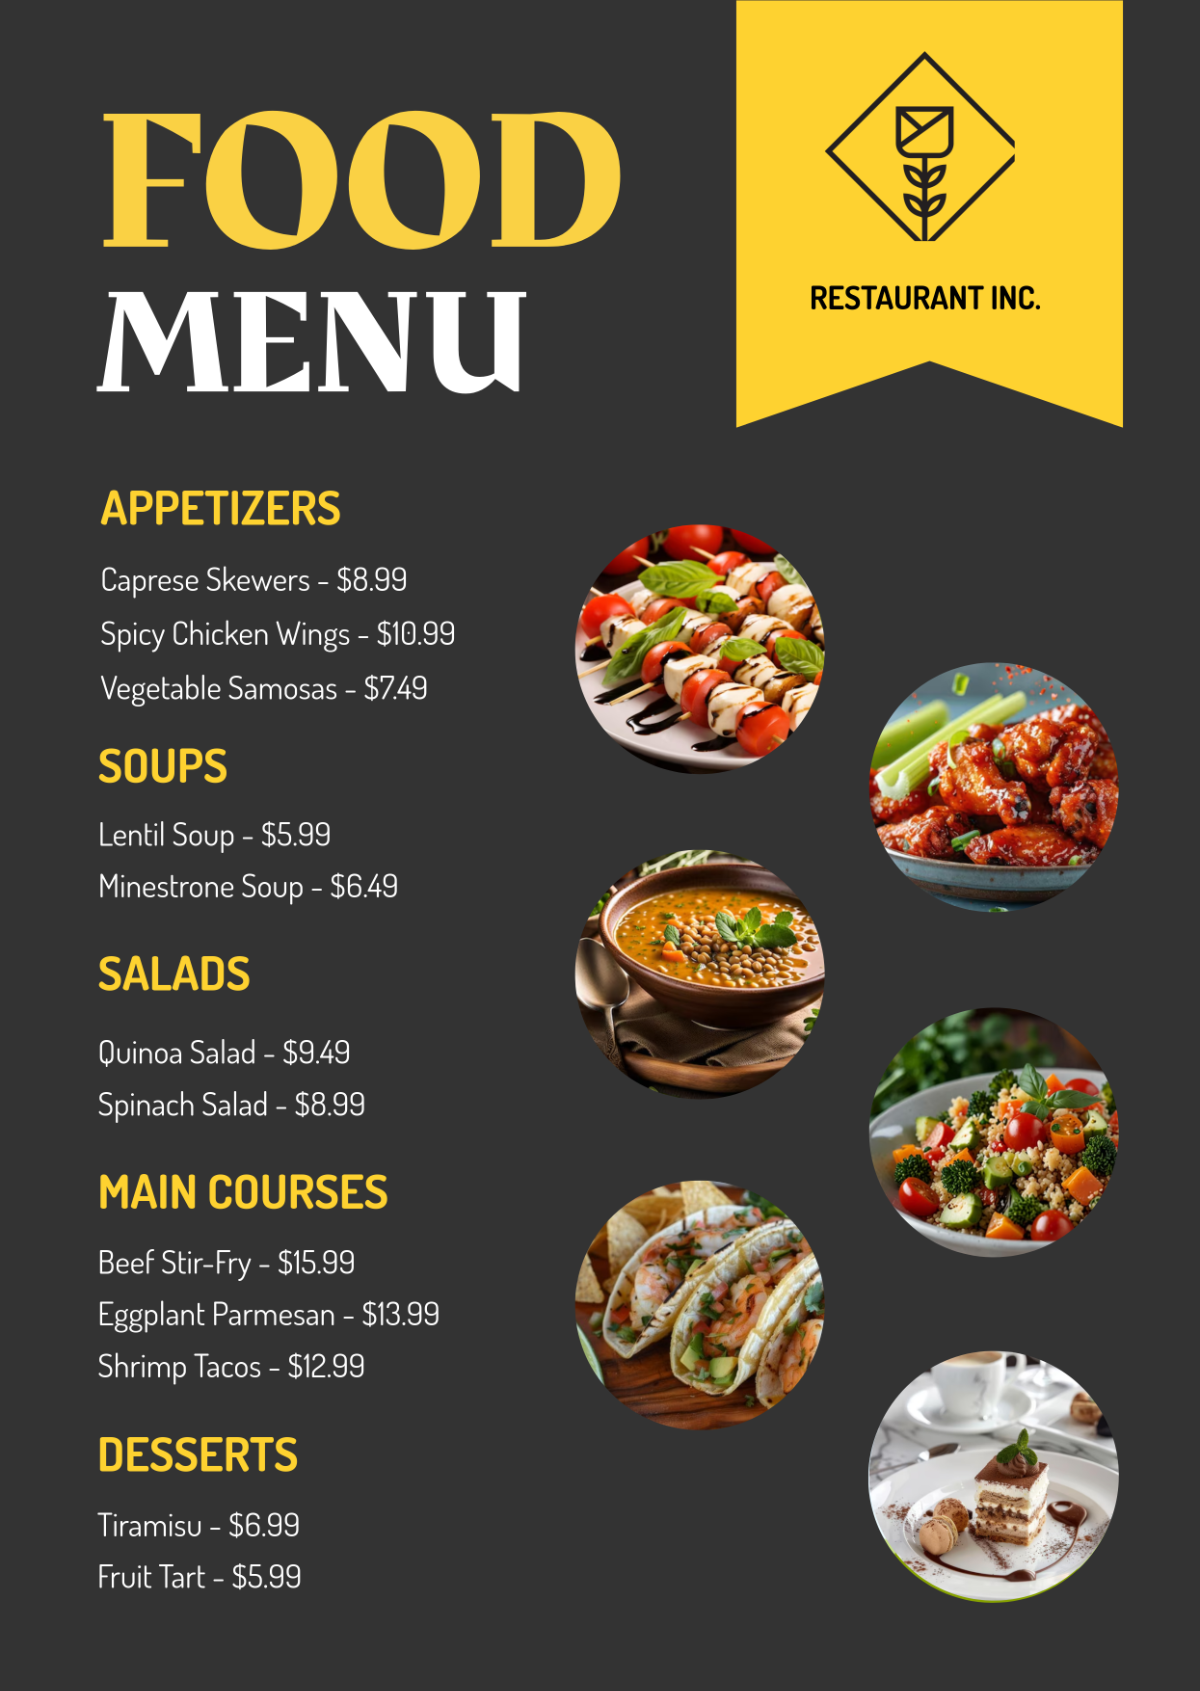 FOOD
MENU
RESTAURANT INC.
APPETIZERS
Caprese Skewers - $8.99
Spicy Chicken Wings - $10.99
Vegetable Samosas - $7.49
SOUPS
Lentil Soup - $5.99
Minestrone Soup - $6.49
SALADS
Quinoa Salad - $9.49
Spinach Salad - $8.99
MAIN COURSES
Beef Stir-Fry - $15.99
Eggplant Parmesan - $13.99
Shrimp Tacos - $12.99
DESSERTS
Tiramisu - $6.99
Fruit Tart - $5.99